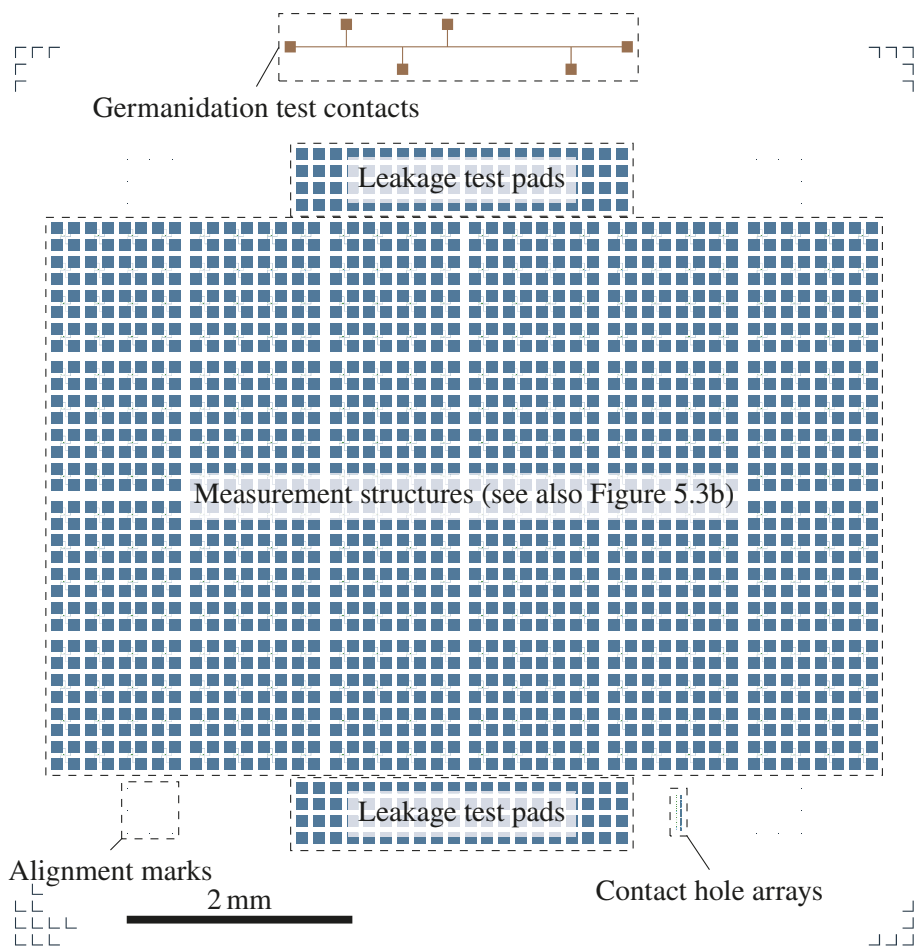 Germanidation test contacts
Leakage test pads
Measurement structures (see also Figure 5.3b)
Leakage test pads
Alignment marks
Contact hole arrays
2 mm